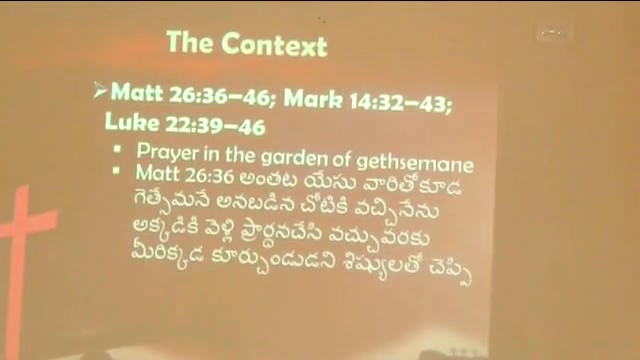 The Context
➢Matt 26:36–46; Mark 14:32–43;
Luke 22:39–46
▪ Prayer in the garden of gethsemane
▪ Matt 26:36 అంతట యేసు వారితోకూడ
గెత్సేమనే అనబడిన చోటికి వచ్చినేను
అక్కడికి వెళ్లి ప్రార్థనచేసి వచ్చువరకు
మీరిక్కడ కూర్చుండుడని శిష్యులతో చెప్పి